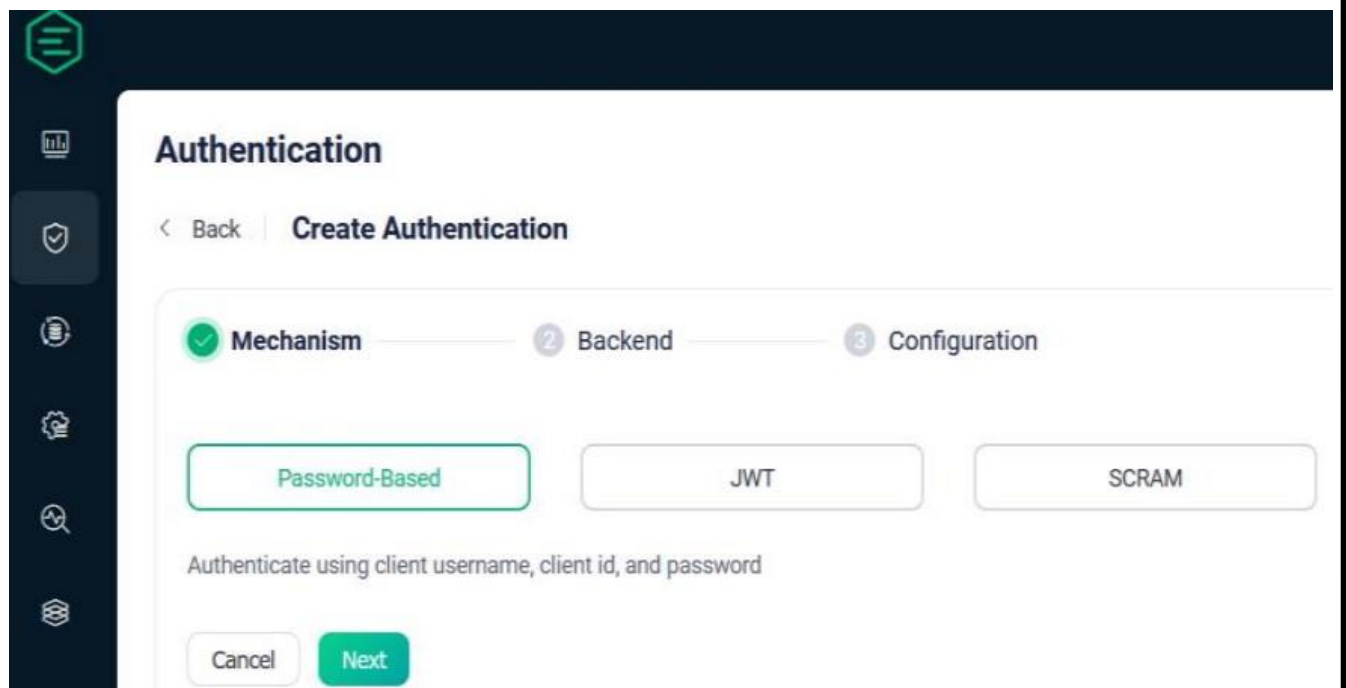 Authentication
Back Create Authentication
Mechanism 2 Backend 3 Configuration
Password-Based JWT SCRAM
Authenticate using client username, client id, and password
Cancel Next